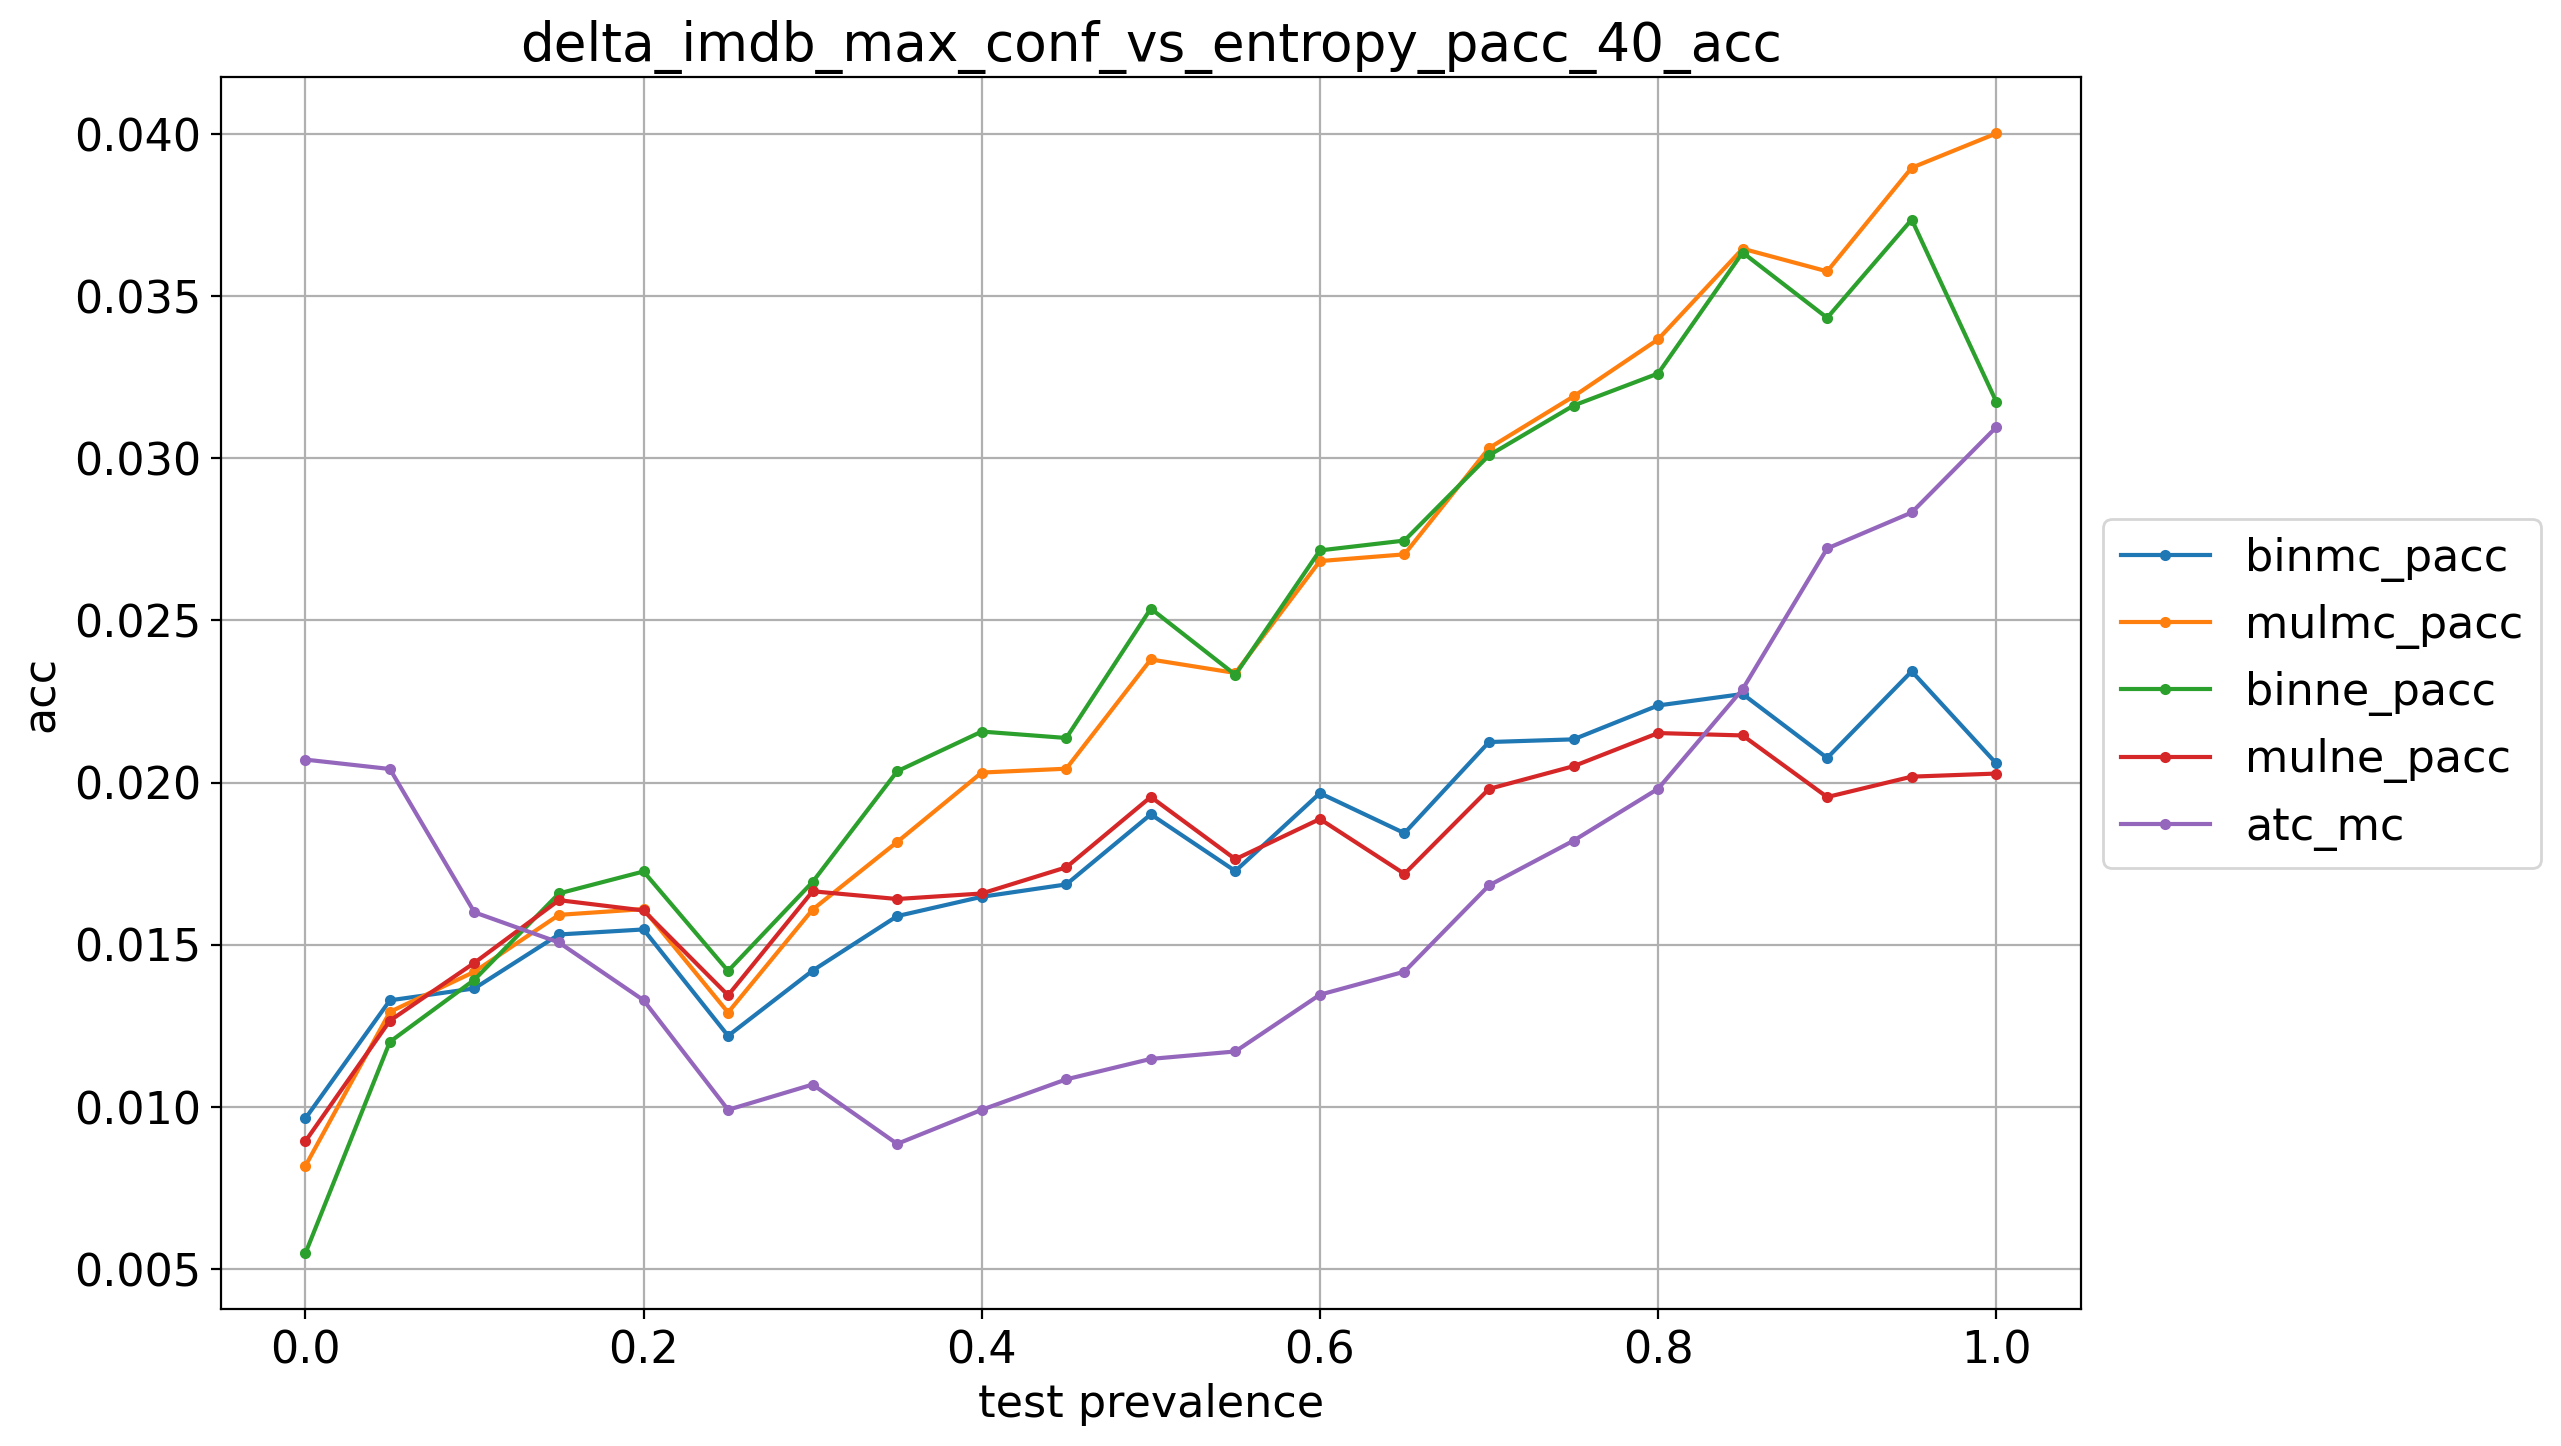 delta_imdb_max_conf_vs_entropy_pacc_40_acc
0.040
0.035
0.030
0.025
0.020
0.015
0.010
0.005
acc
0.0 0.2 0.4 0.6 0.8 1.0
test prevalence
binmc_pacc
mulmc_pacc
binne_pacc
mulne_pacc
atc_mc